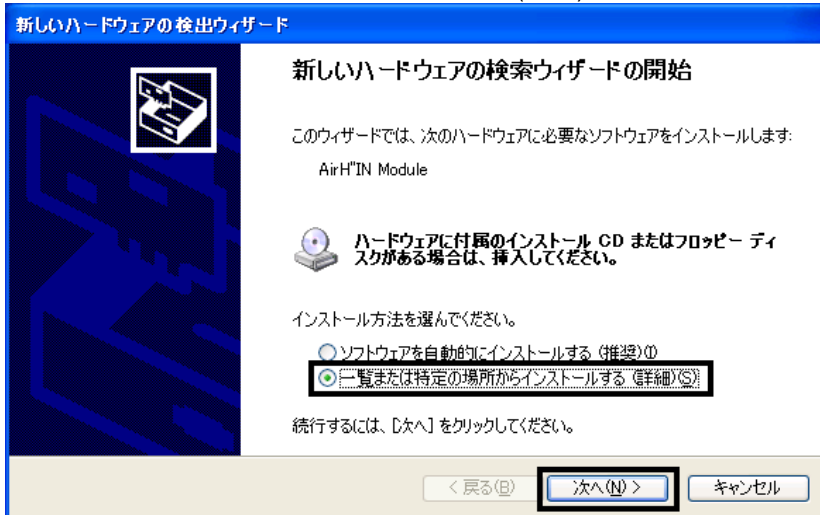 新しいハードウェアの検出ウィザード
新しいハードウェアの検索ウィザードの開始
このウィザードでは、次のハードウェアに必要なソフトウェアをインストールします:
AirH"IN Module
ハードウェアに付属のインストール CD またはフロッピー ディ
スクがある場合は、挿入してください。
インストール方法を選んでください。
ソフトウェアを自動的にインストールする (推奨)(I)
一覧または特定の場所からインストールする (詳細)(S)
続行するには、[次へ] をクリックしてください。
< 戻る(B)
次へ(N) >
キャンセル